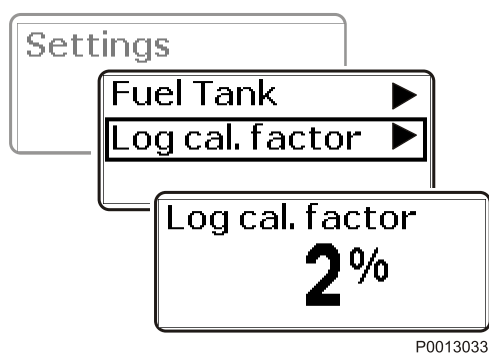 Settings
Fuel Tank
Log cal. factor
Log cal. factor
2%
P0013033